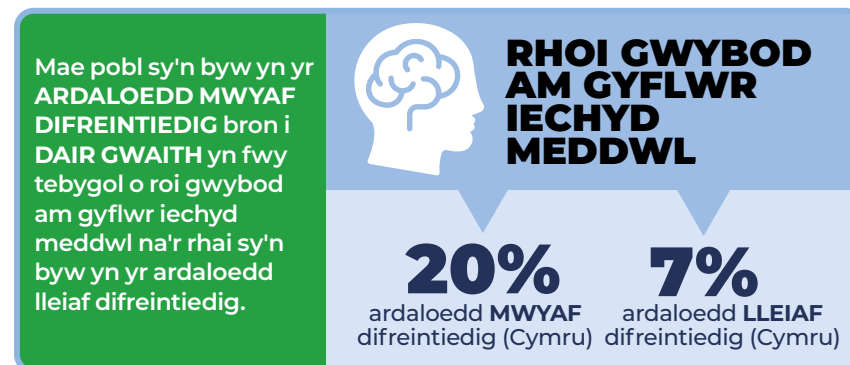 Mae pobl sy'n byw yn yr
ARDALOEDD MWYAF
DIFREINTIEDIG bron i
DAIR GWAITH yn fwy
tebygol o roi gwybod
am gyflwr iechyd
meddwl na'r rhai sy'n
byw yn yr ardaloedd
lleiaf difreintiedig.
RHOI GWYBOD
AM GYFLWR
IECHYD
MEDDWL
20%
ardaloedd MWYAF
difreintiedig (Cymru)
7%
ardaloedd LLEIAF
difreintiedig (Cymru)